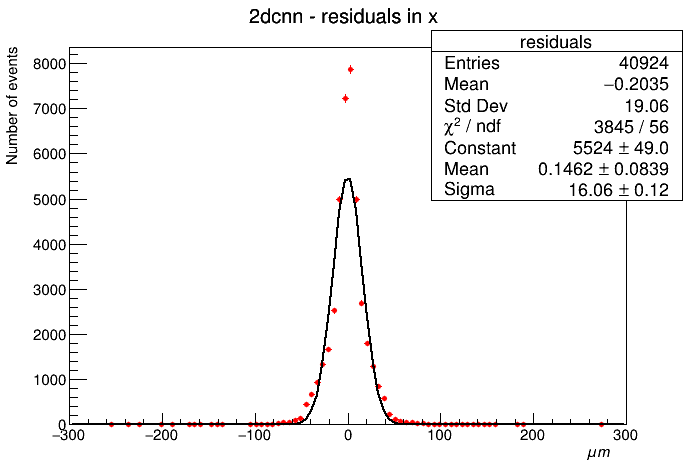 2dcnn - residuals in x
residuals
Entries 40924
Mean −0.2035
Std Dev 19.06
χ² / ndf 3845 / 56
Constant 5524 ± 49.0
Mean 0.1462 ± 0.0839
Sigma 16.06 ± 0.12
Number of events
8000
7000
6000
5000
4000
3000
2000
1000
0
−300 −200 −100 0 100 200 300
μm